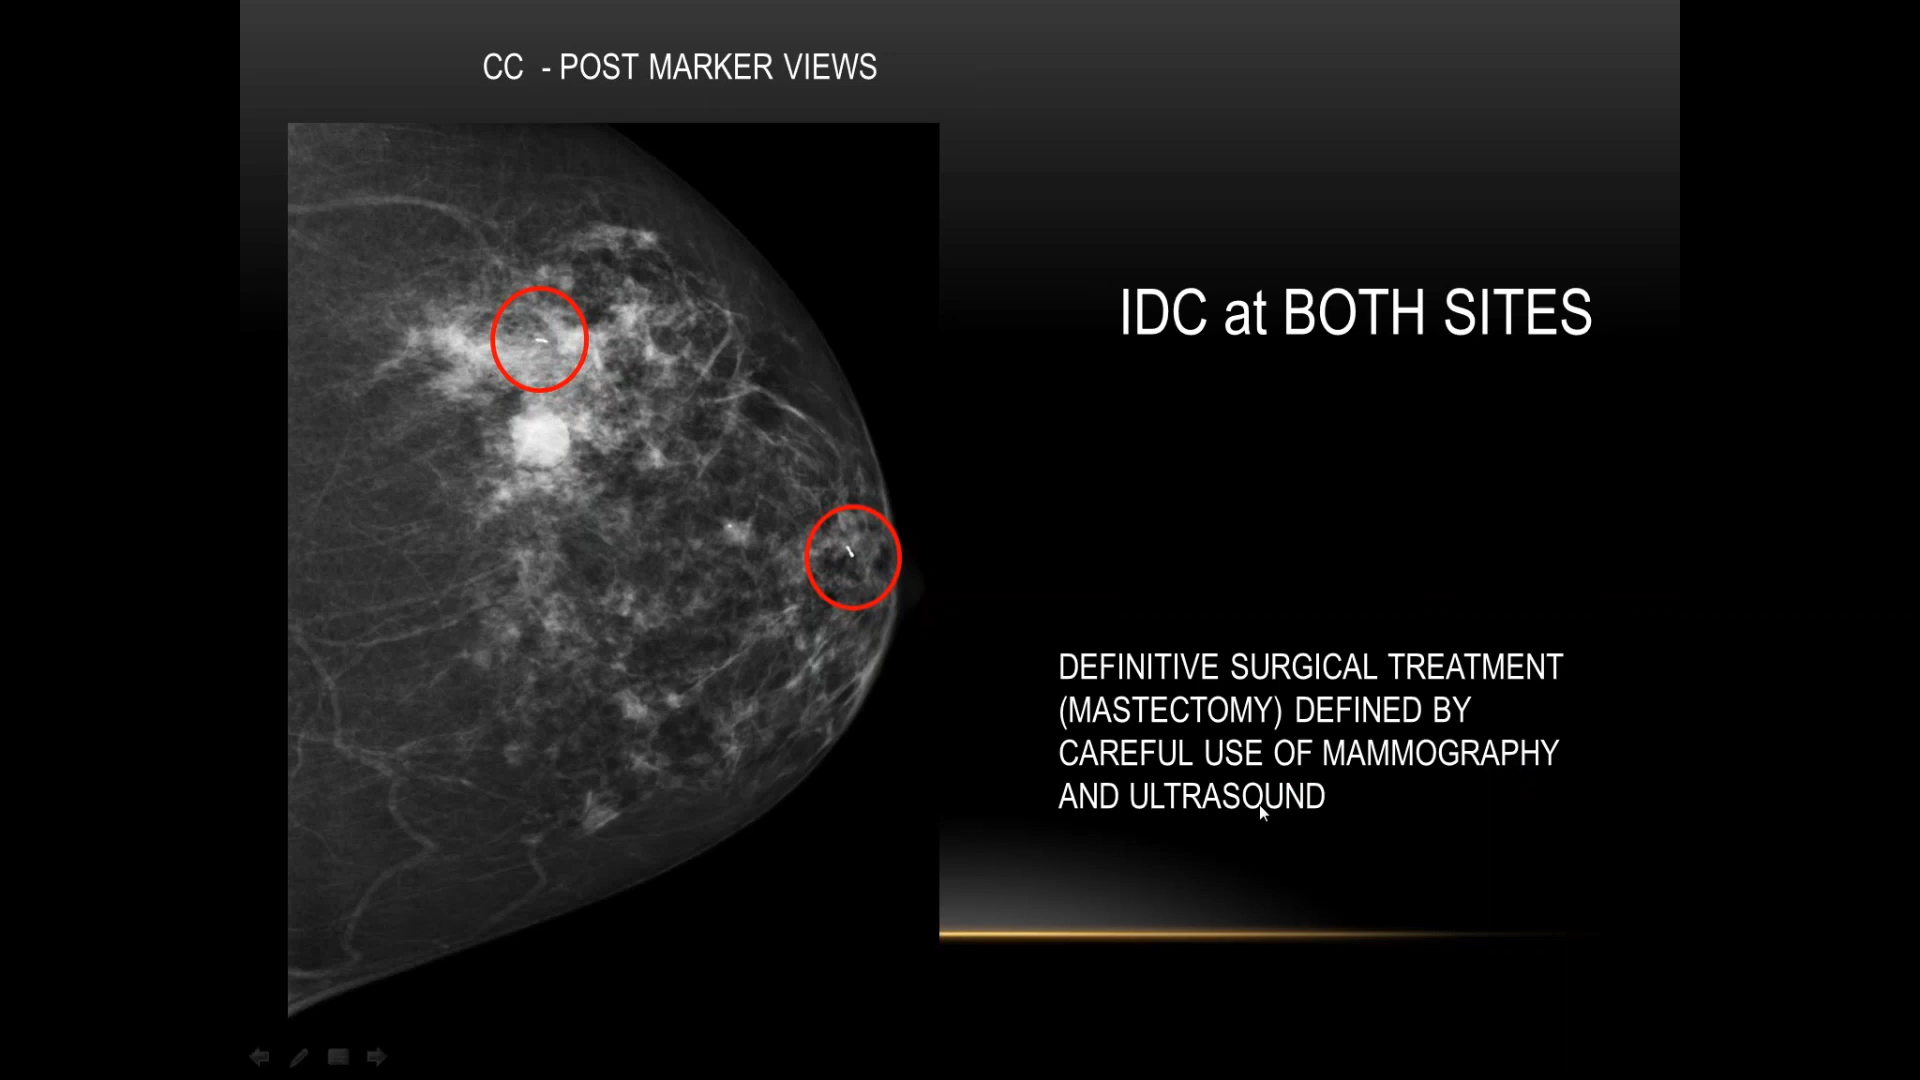 CC - POST MARKER VIEWS
IDC at BOTH SITES
DEFINITIVE SURGICAL TREATMENT
(MASTECTOMY) DEFINED BY
CAREFUL USE OF MAMMOGRAPHY
AND ULTRASOUND